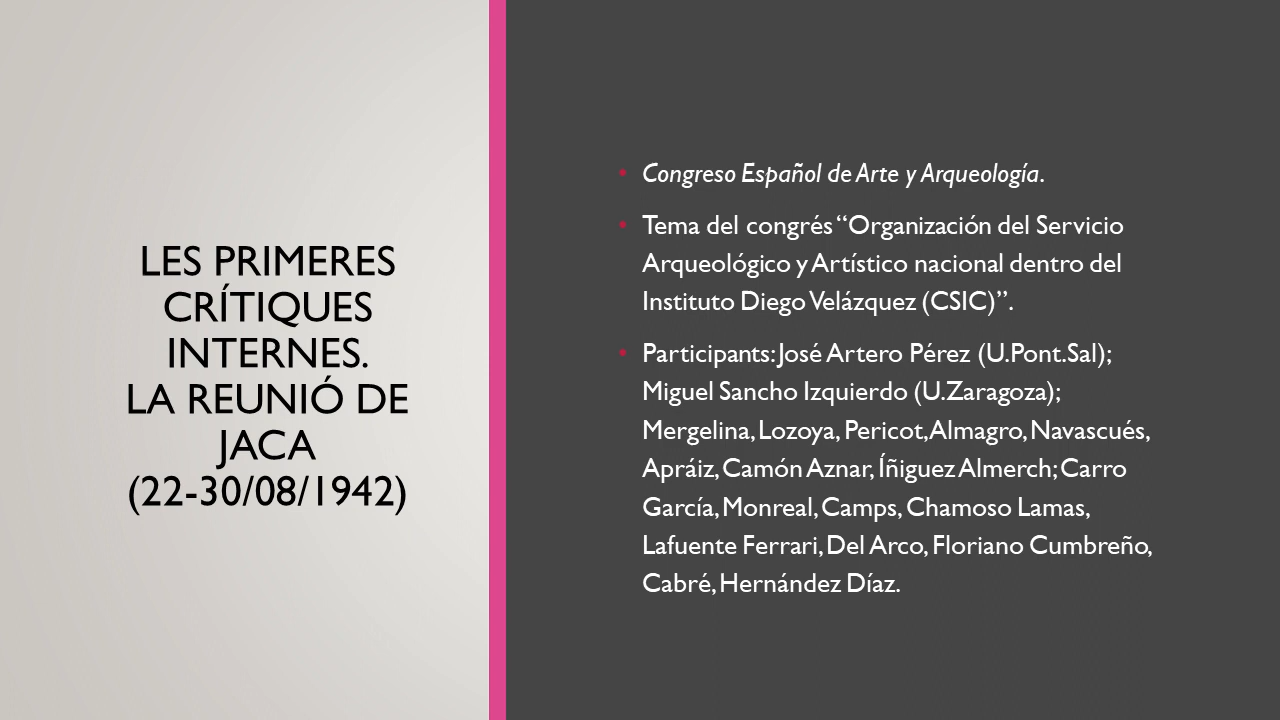 LES PRIMERES
CRÍTIQUES
INTERNES.
LA REUNIÓ DE
JACA
(22-30/08/1942)
• Congreso Español de Arte y Arqueología.
• Tema del congrés “Organización del Servicio
Arqueológico y Artístico nacional dentro del
Instituto Diego Velázquez (CSIC)”.
• Participants: José Artero Pérez (U.Pont.Sal);
Miguel Sancho Izquierdo (U.Zaragoza);
Mergelina, Lozoya, Pericot, Almagro, Navascués,
Apráiz, Camón Aznar, Íñiguez Almerch; Carro
García, Monreal, Camps, Chamoso Lamas,
Lafuente Ferrari, Del Arco, Floriano Cumbreño,
Cabré, Hernández Díaz.